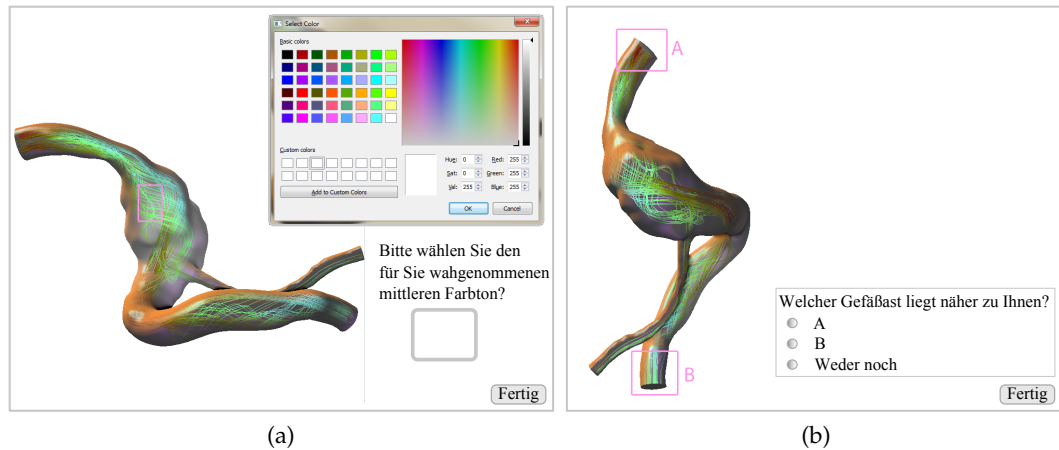 Select Color
Basic colors
Custom colors
Add to Custom Colors
Hue: 0
Red: 255
Sat: 0
Green: 255
Val: 255
Blue: 255
OK
Cancel
Bitte wählen Sie den
für Sie wahgenommenen
mittleren Farbton?
Fertig
(a)
A
B
Welcher Gefäßast liegt näher zu Ihnen?
A
B
Weder noch
Fertig
(b)